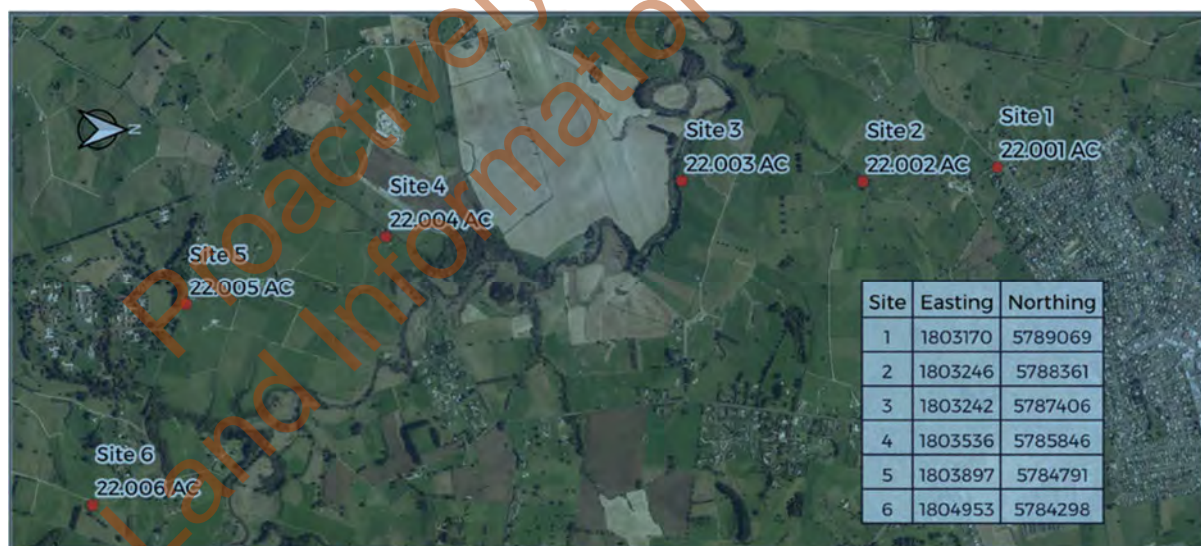 Proactively
Land Information
N
Site 1
22.001 AC
Site 2
22.002 AC
Site 3
22.003 AC
Site 4
22.004 AC
Site 5
22.005 AC
Site 6
22.006 AC
Site Easting Northing
1 1803170 5789069
2 1803246 5788361
3 1803242 5787406
4 1803536 5785846
5 1803897 5784791
6 1804953 5784298